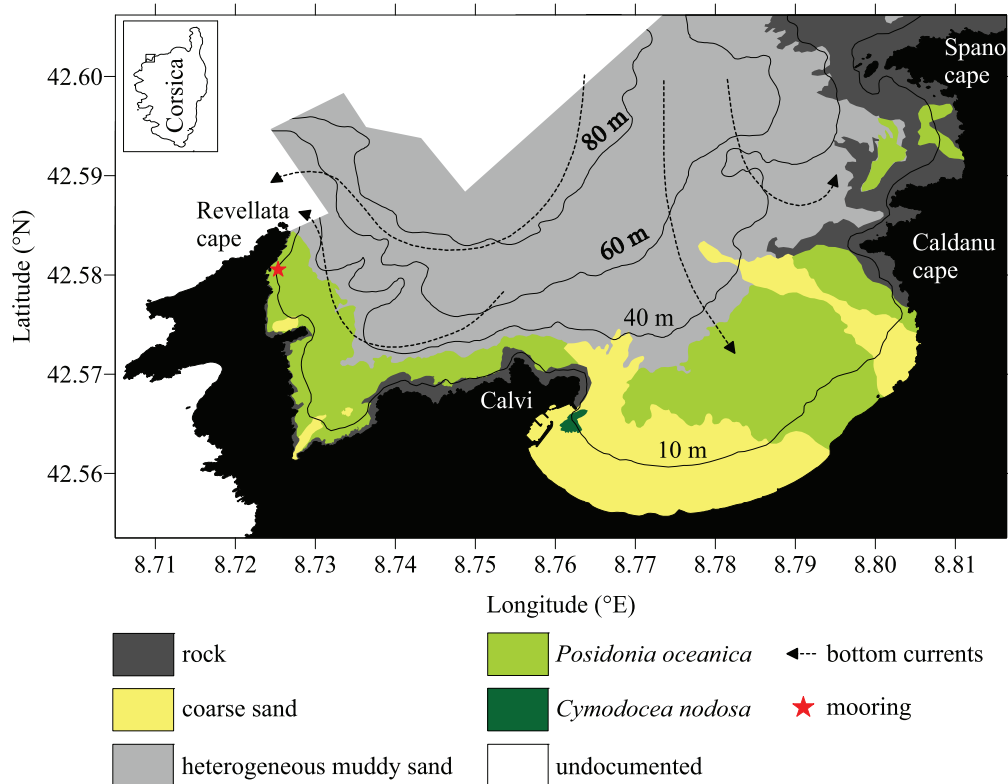 Corsica
Spano
cape
42.60
80 m
42.59
Revellata
cape
60 m
Caldanu
cape
42.58
40 m
42.57
Calvi
10 m
42.56
Latitude (°N)
8.71 8.72 8.73 8.74 8.75 8.76 8.77 8.78 8.79 8.80 8.81
Longitude (°E)
rock
Posidonia oceanica
bottom currents
coarse sand
Cymodocea nodosa
mooring
heterogeneous muddy sand
undocumented